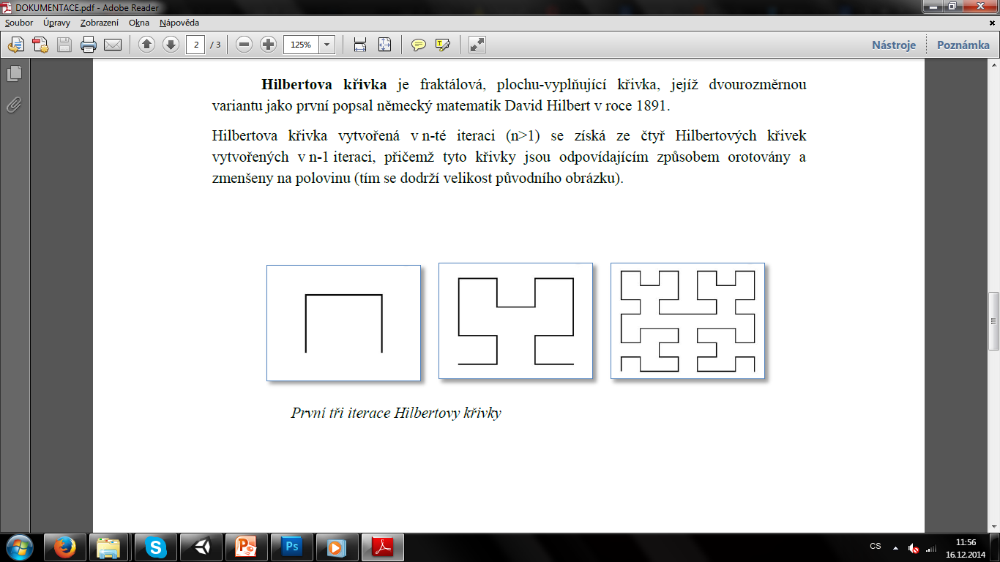 DOKUMENTACE.pdf - Adobe Reader
Soubor Úpravy Zobrazení Okna Nápověda
2 / 3 125% Nástroje Poznámka
Hilbertova křivka je fraktálová, plochu-vyplňující křivka, jejíž dvourozměrnou
variantu jako první popsal německý matematik David Hilbert v roce 1891.
Hilbertova křivka vytvořená v n-té iteraci (n>1) se získá ze čtyř Hilbertových křivek
vytvořených v n-1 iteraci, přičemž tyto křivky jsou odpovídajícím způsobem orotovány a
zmenšeny na polovinu (tím se dodrží velikost původního obrázku).
První tři iterace Hilbertovy křivky
CS
11:56
16.12.2014